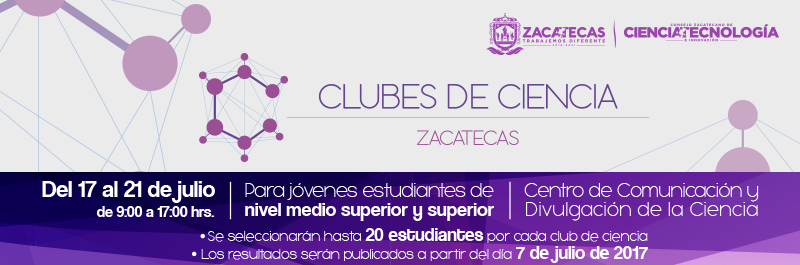 ZACATECAS
TRABAJEMOS DIFERENTE
CONSEJO ZACATECANO DE
CIENCIA TECNOLOGÍA
E INNOVACIÓN
CLUBES DE CIENCIA
ZACATECAS
Del 17 al 21 de julio
de 9:00 a 17:00 hrs.
Para jóvenes estudiantes de
nivel medio superior y superior
Centro de Comunicación y
Divulgación de la Ciencia
• Se seleccionarán hasta 20 estudiantes por cada club de ciencia
• Los resultados serán publicados a partir del día 7 de julio de 2017